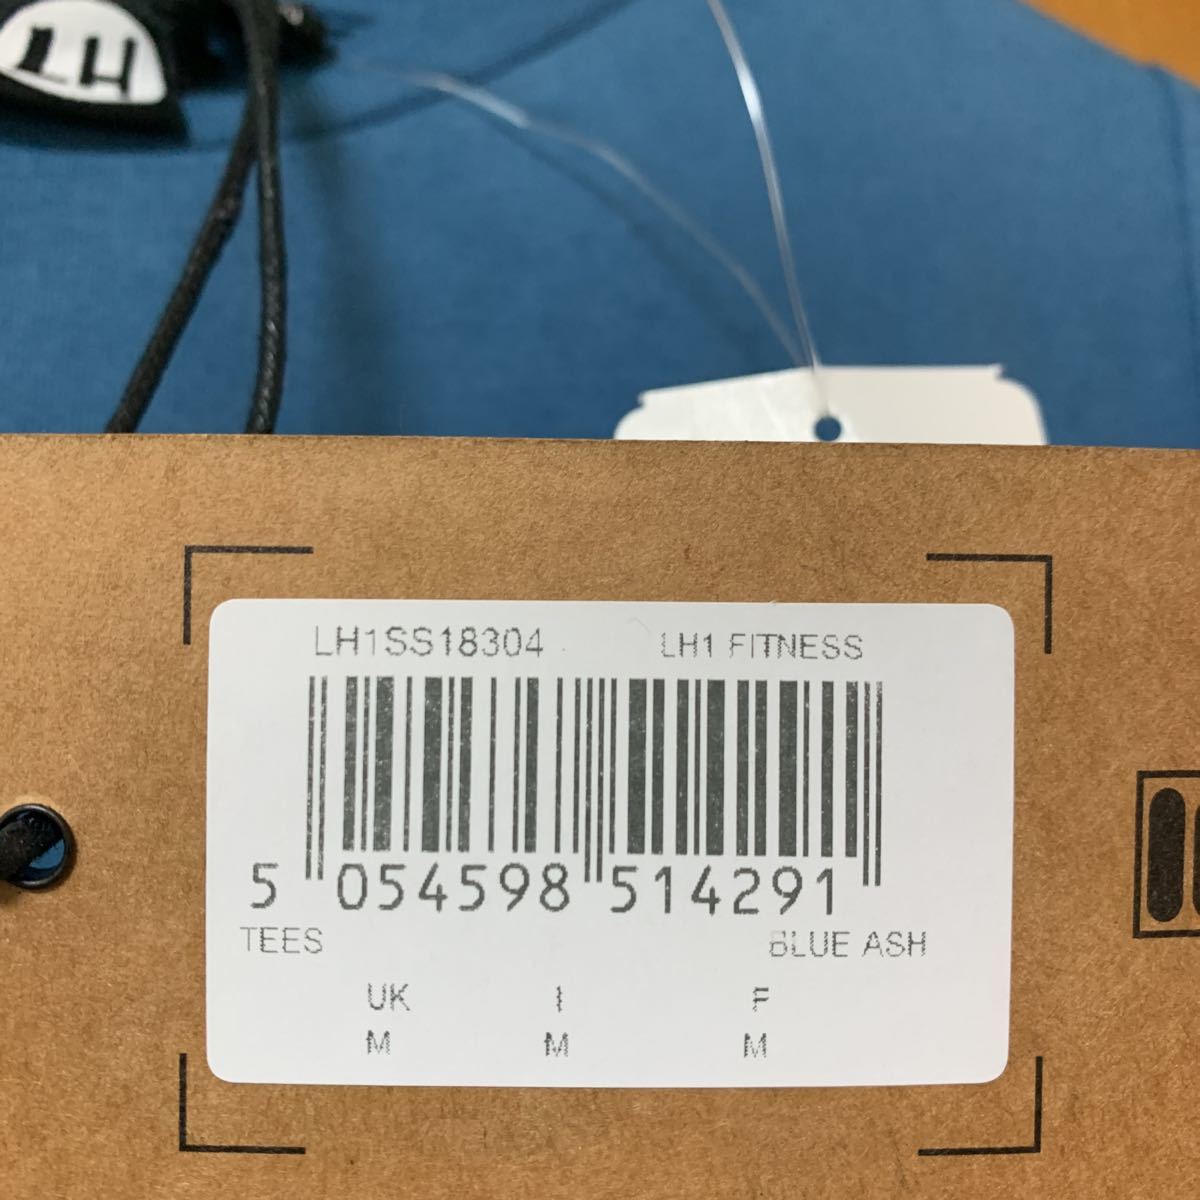 LH
LH1SS18304 LH1 FITNESS
5 054598 514291
TEES BLUE ASH
UK I F
M M M